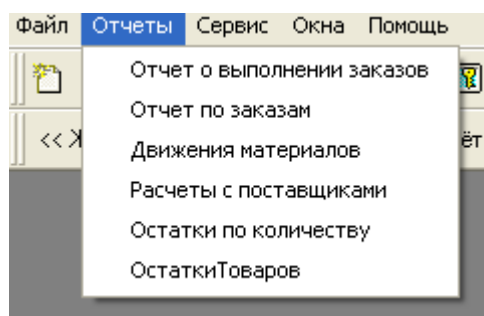 Файл Отчеты Сервис Окна Помощь
Отчет о выполнении заказов
Отчет по заказам
<<
Движения материалов
Расчеты с поставщиками
Остатки по количеству
ОстаткиТоваров